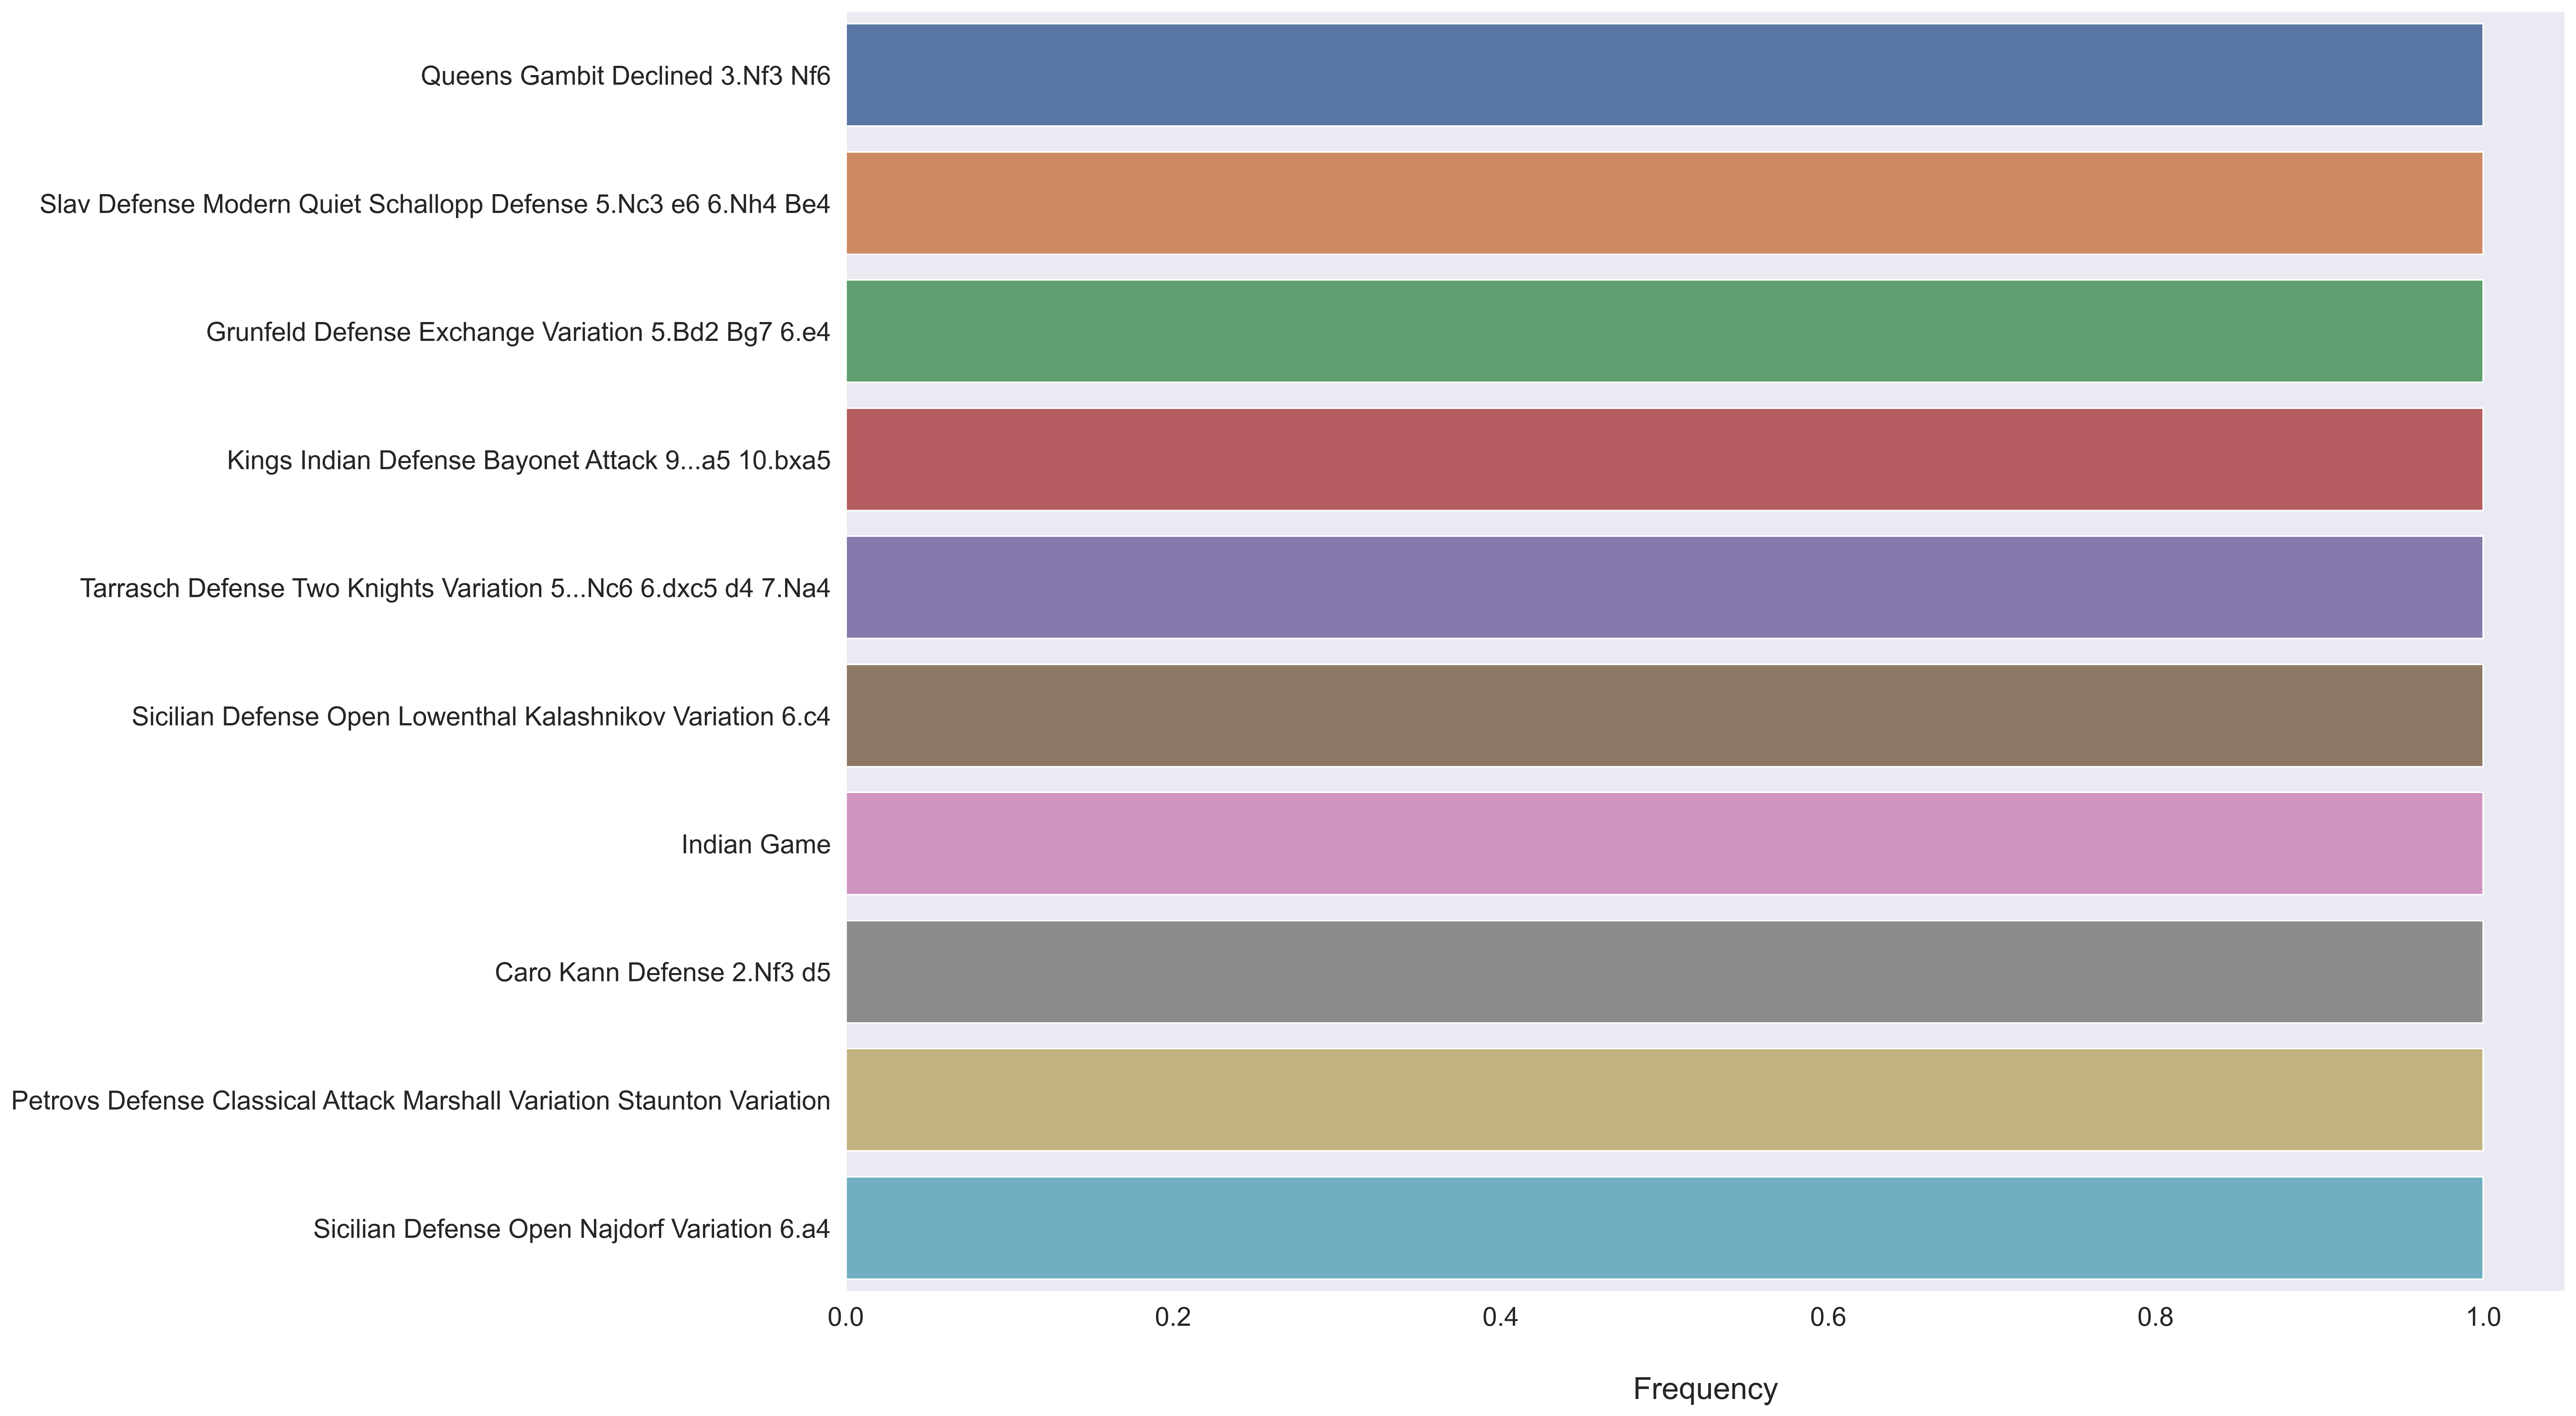 Queens Gambit Declined 3.Nf3 Nf6
Slav Defense Modern Quiet Schallopp Defense 5.Nc3 e6 6.Nh4 Be4
Grunfeld Defense Exchange Variation 5.Bd2 Bg7 6.e4
Kings Indian Defense Bayonet Attack 9...a5 10.bxa5
Tarrasch Defense Two Knights Variation 5...Nc6 6.dxc5 d4 7.Na4
Sicilian Defense Open Lowenthal Kalashnikov Variation 6.c4
Indian Game
Caro Kann Defense 2.Nf3 d5
Petrovs Defense Classical Attack Marshall Variation Staunton Variation
Sicilian Defense Open Najdorf Variation 6.a4
0.0 0.2 0.4 0.6 0.8 1.0
Frequency